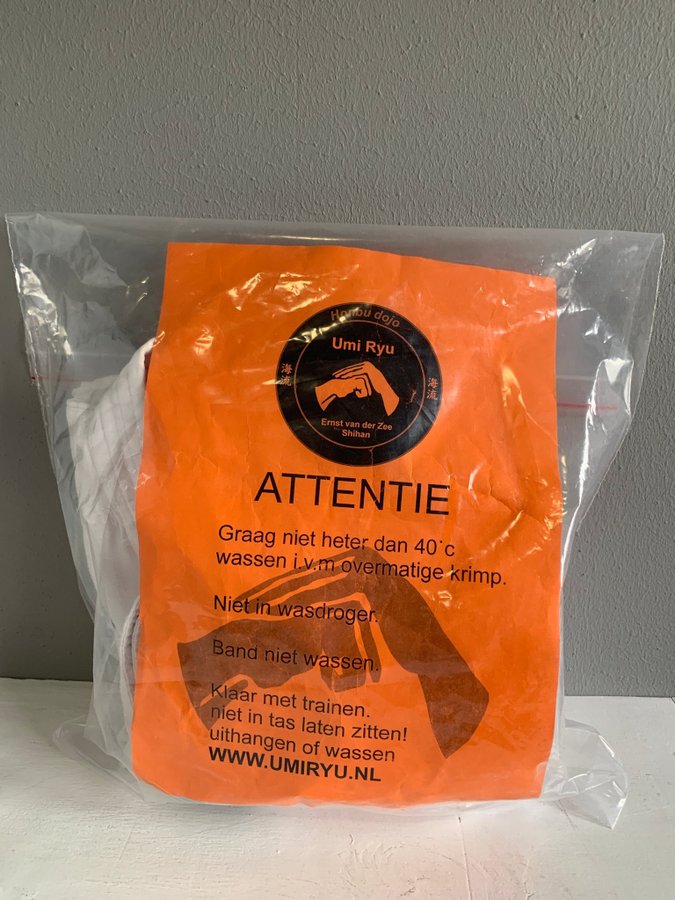 Honbu dojo
Umi Ryu
海流
海流
Ernst van der Zee
Shihan
ATTENTIE
Graag niet heter dan 40°c
wassen i.v.m overmatige krimp.
Niet in wasdroger.
Band niet wassen.
Klaar met trainen.
niet in tas laten zitten!
uithangen of wassen
WWW.UMIRYU.NL